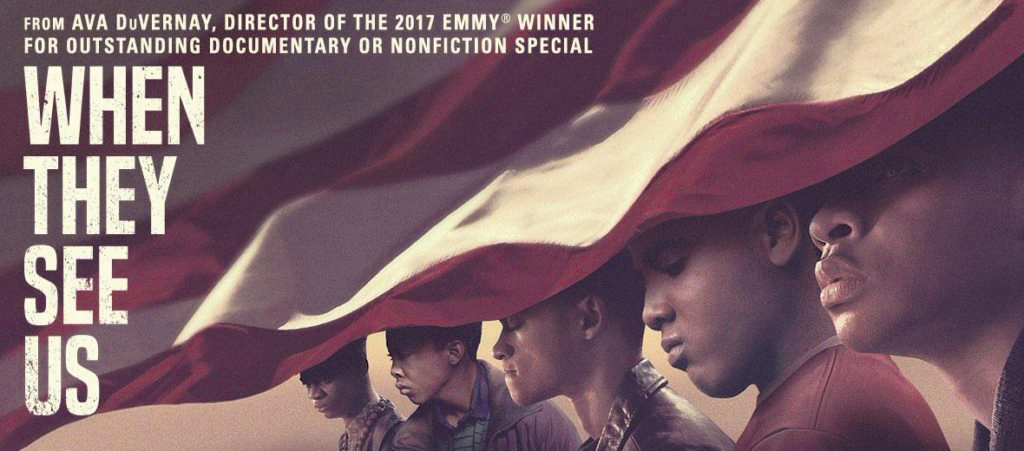 FROM AVA DuVERNAY, DIRECTOR OF THE 2017 EMMY® WINNER
FOR OUTSTANDING DOCUMENTARY OR NONFICTION SPECIAL
WHEN
THEY
SEE
US